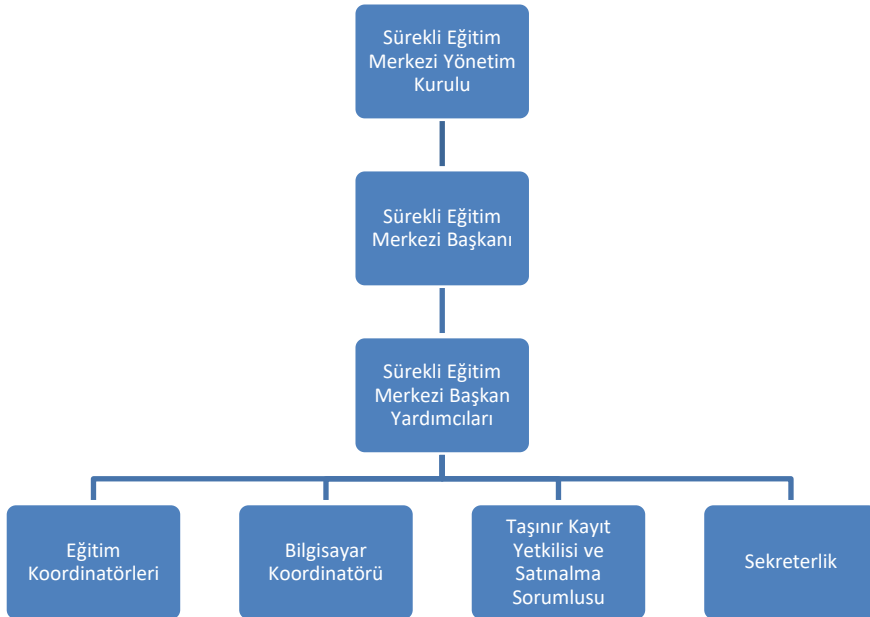 Sürekli Eğitim
Merkezi Yönetim
Kurulu
Sürekli Eğitim
Merkezi Başkanı
Sürekli Eğitim
Merkezi Başkan
Yardımcıları
Eğitim
Koordinatörleri
Bilgisayar
Koordinatörü
Taşınır Kayıt
Yetkilisi ve
Satınalma
Sorumlusu
Sekreterlik